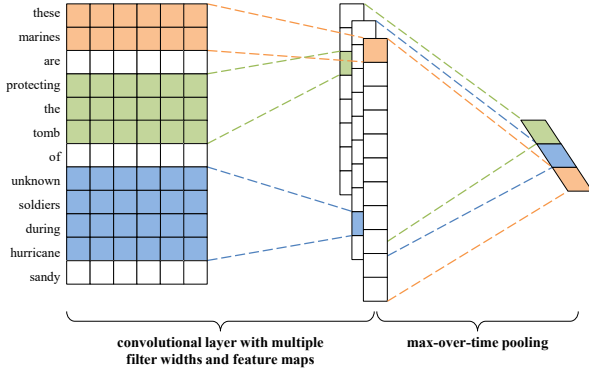 these
marines
are
protecting
the
tomb
of
unknown
soldiers
during
hurricane
sandy
convolutional layer with multiple
filter widths and feature maps
max-over-time pooling